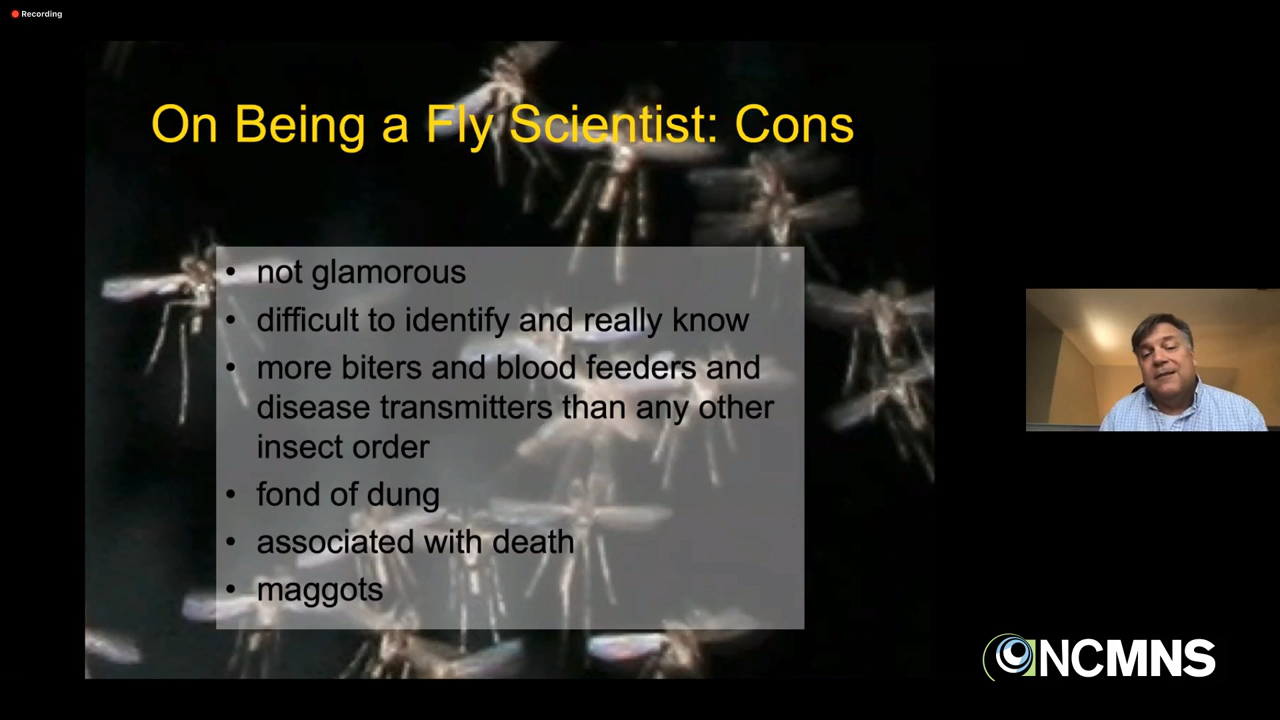 Recording
On Being a Fly Scientist: Cons
• not glamorous
• difficult to identify and really know
• more biters and blood feeders and
disease transmitters than any other
insect order
• fond of dung
• associated with death
• maggots
NCMNS